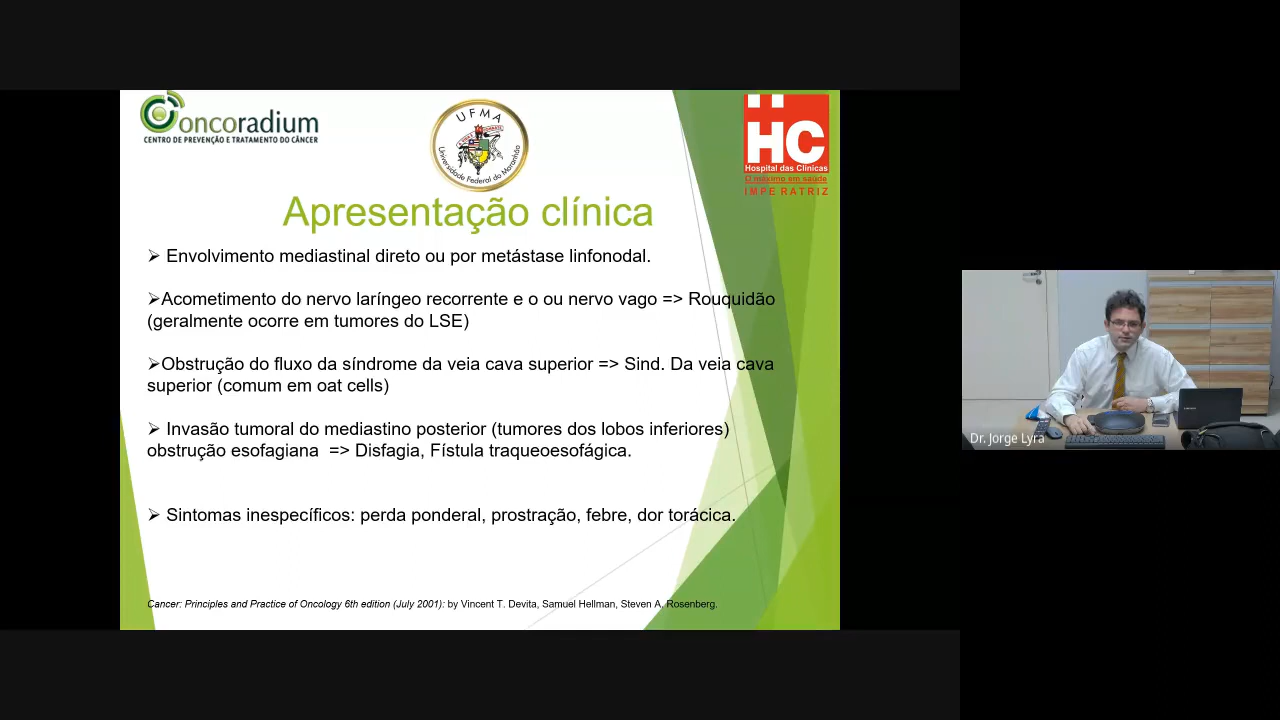 oncoradium
CENTRO DE PREVENÇÃO E TRATAMENTO DO CÂNCER
UFMA
Universidade Federal do Maranhão
HC
Hospital das Clínicas
O máximo em saúde
IMPERATRIZ
Apresentação clínica
➢ Envolvimento mediastinal direto ou por metástase linfonodal.
➢Acometimento do nervo laríngeo recorrente e o ou nervo vago => Rouquidão
(geralmente ocorre em tumores do LSE)
➢Obstrução do fluxo da síndrome da veia cava superior => Sind. Da veia cava
superior (comum em oat cells)
➢ Invasão tumoral do mediastino posterior (tumores dos lobos inferiores)
obstrução esofagiana => Disfagia, Fístula traqueoesofágica.
➢ Sintomas inespecíficos: perda ponderal, prostração, febre, dor torácica.
Cancer: Principles and Practice of Oncology 6th edition (July 2001): by Vincent T. Devita, Samuel Hellman, Steven A. Rosenberg.
Dr. Jorge Lyra